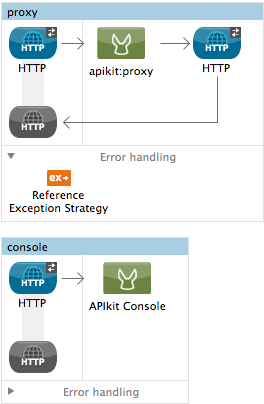 proxy
HTTP
HTTP
HTTP apikit:proxy HTTP
HTTP
HTTP
Error handling
ex
Reference
Exception Strategy
console
HTTP
HTTP APIkit Console
HTTP
Error handling